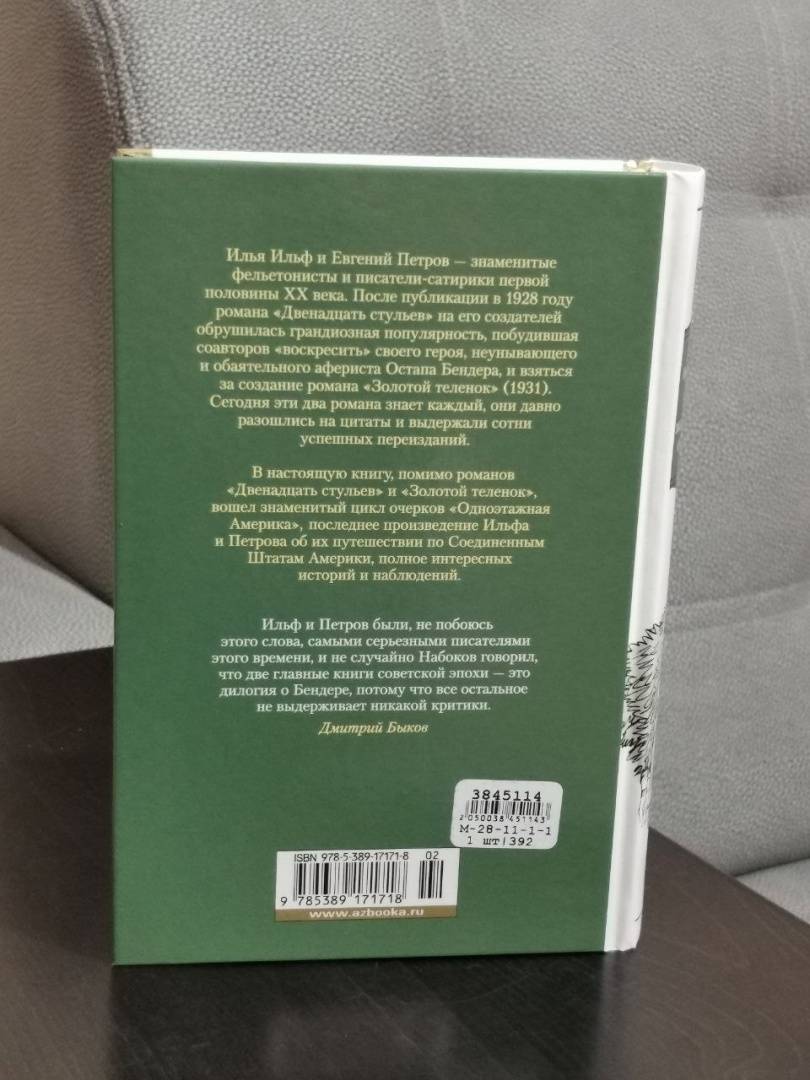 Илья Ильф и Евгений Петров — знаменитые
фельетонисты и писатели-сатирики первой
половины XX века. После публикации в 1928 году
романа «Двенадцать стульев» на его создателей
обрушилась грандиозная популярность, побудившая
соавторов «воскресить» своего героя, неунывающего
и обаятельного афериста Остапа Бендера, и взяться
за создание романа «Золотой теленок» (1931).
Сегодня эти два романа знает каждый, они давно
разошлись на цитаты и выдержали сотни
успешных переизданий.
В настоящую книгу, помимо романов
«Двенадцать стульев» и «Золотой теленок»,
вошел знаменитый цикл очерков «Одноэтажная
Америка», последнее произведение Ильфа
и Петрова об их путешествии по Соединенным
Штатам Америки, полное интересных
историй и наблюдений.
Ильф и Петров были, не побоюсь
этого слова, самыми серьезными писателями
этого времени, и не случайно Набоков говорил,
что две главные книги советской эпохи — это
дилогия о Бендере, потому что все остальное
не выдерживает никакой критики.
Дмитрий Быков
3845114
2 050038 451143
М-28-11-1-1
1 шт|392
ISBN 978-5-389-17171-8 02
9 785389 171718
www.azbooka.ru